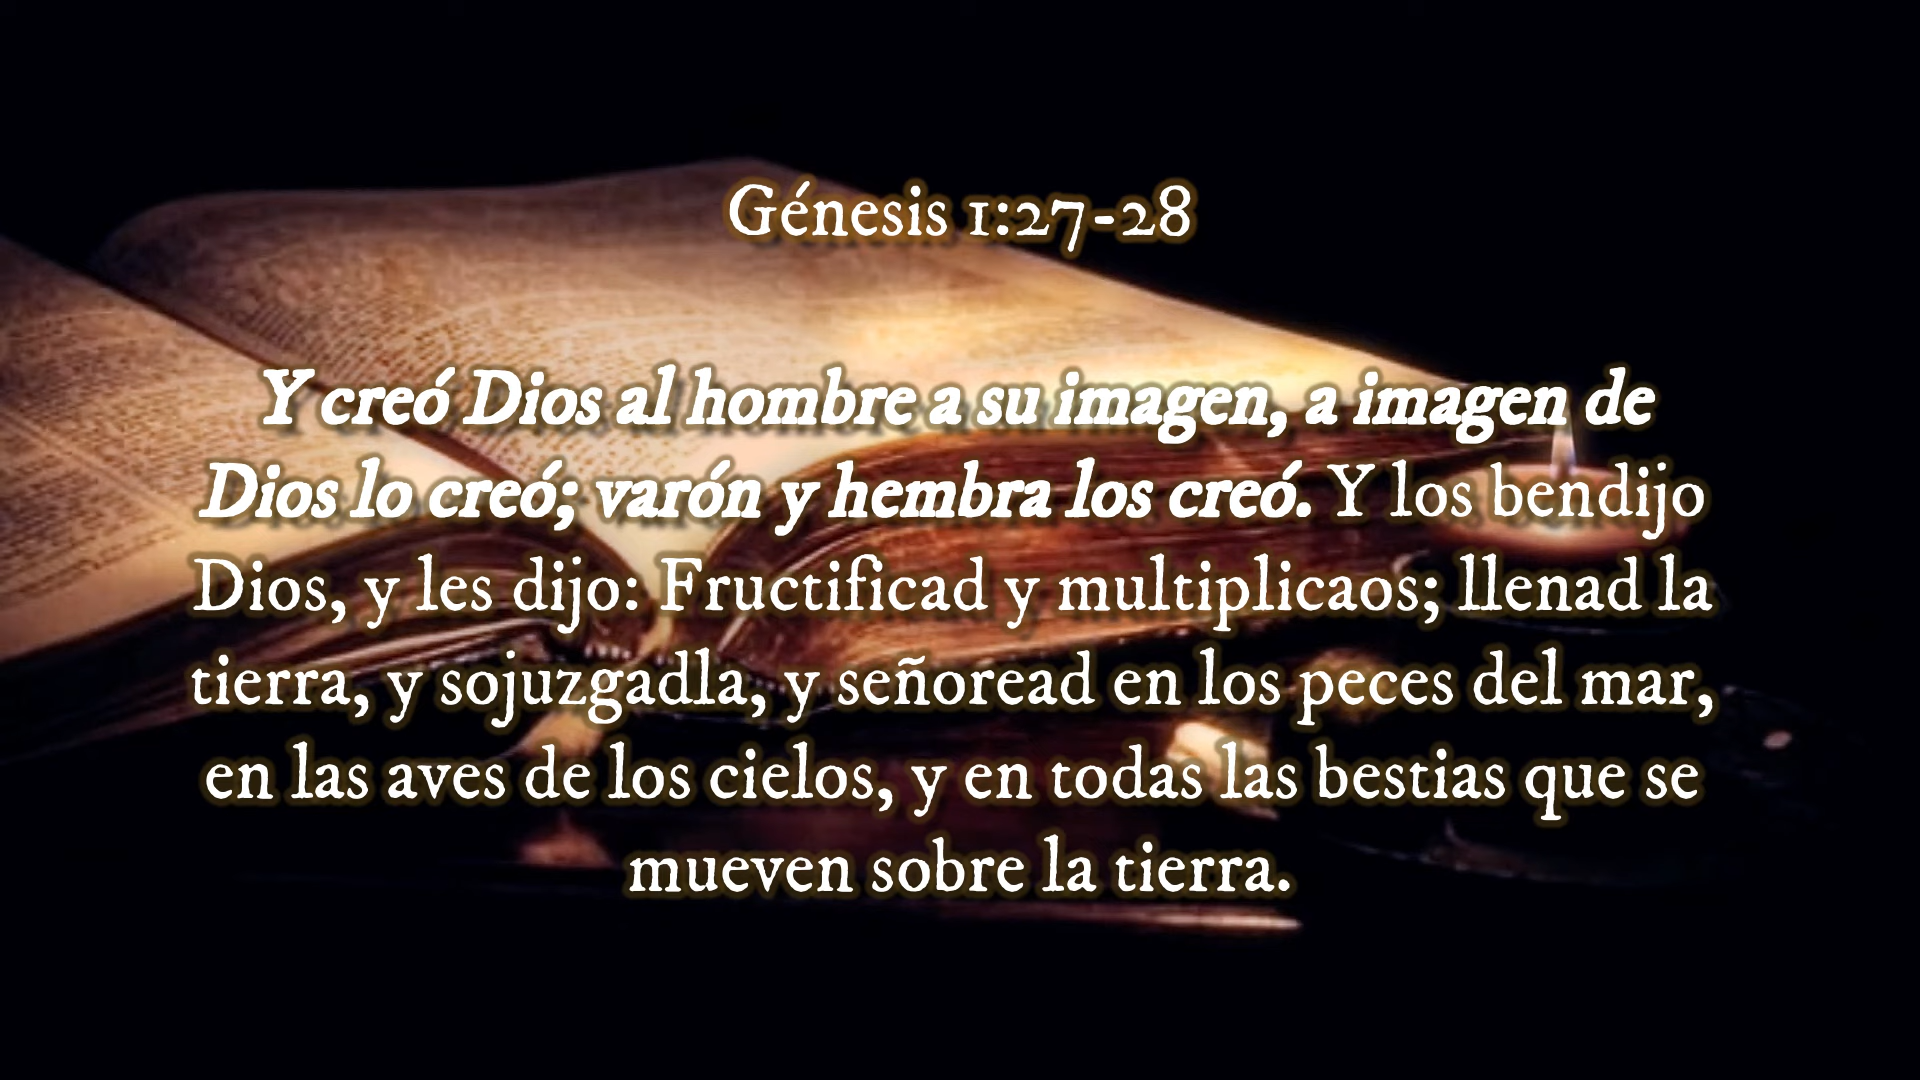 Génesis 1:27-28
Y creó Dios al hombre a su imagen, a imagen de
Dios lo creó; varón y hembra los creó. Y los bendijo
Dios, y les dijo: Fructificad y multiplicaos; llenad la
tierra, y sojuzgadla, y señoread en los peces del mar,
en las aves de los cielos, y en todas las bestias que se
mueven sobre la tierra.